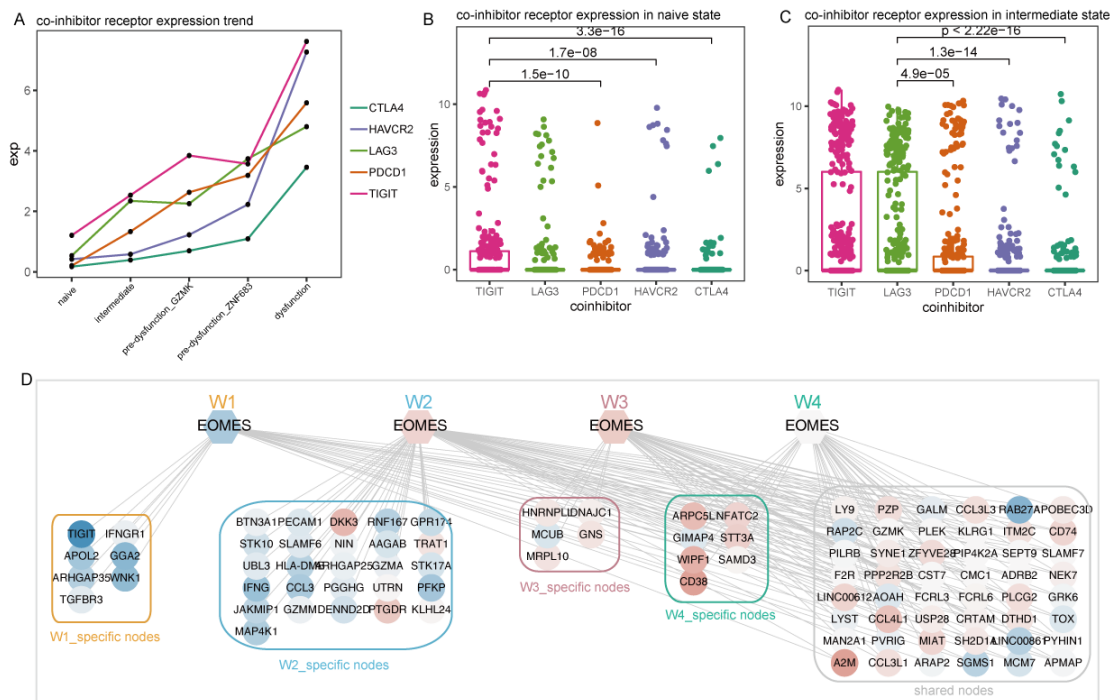 A
co-inhibitor receptor expression trend
exp
6
4
2
0
naive
intermediate
pre-dysfunction_GZMK
pre-dysfunction_ZNF683
dysfunction
CTLA4
HAVCR2
LAG3
PDCD1
TIGIT
B
co-inhibitor receptor expression in naive state
3.3e−16
1.7e−08
1.5e−10
expression
10
5
0
TIGIT LAG3 PDCD1 HAVCR2 CTLA4
coinhibitor
C
co-inhibitor receptor expression in intermediate state
p < 2.22e−16
1.3e−14
4.9e−05
expression
10
5
0
TIGIT LAG3 PDCD1 HAVCR2 CTLA4
coinhibitor
D
W1 W2 W3 W4
EOMES EOMES EOMES EOMES
TIGIT IFNGR1
APOL2 GGA2
ARHGAP35 WNK1
TGFBR3
W1_specific nodes
BTN3A1 PECAM1 DKK3 RNF167 GPR174
STK10 SLAMF6 NIN AAGAB TRAT1
UBL3 HLA-DMA ARHGAP25 GZMA STK17A
IFNG CCL3 PGGHG UTRN PFKP
JAKMIP1 GZMM DENND2D PTGDR KLHL24
MAP4K1
W2_specific nodes
HNRNPLL DNAJC1
MCUB GNS
MRPL10
W3_specific nodes
ARPC5L NFATC2
GIMAP4 STT3A
WIPF1 SAMD3
CD38
W4_specific nodes
LY9 PZP GALM CCL3L3 RAB27A APOBEC3D
RAP2C GZMK PLEK KLRG1 ITM2C CD74
PILRB SYNE1 ZFYVE28 PIP4K2A SEPT9 SLAMF7
F2R PPP2R2B CST7 CMC1 ADRB2 NEK7
LINC00612 AOAH FCRL3 FCRL6 PLCG2 GRK6
LYST CCL4L1 USP28 CRTAM DTHD1 TOX
MAN2A1 PVRIG MIAT SH2D1A LINC00861 PYHIN1
A2M CCL3L1 ARAP2 SGMS1 MCM7 APMAP
shared nodes